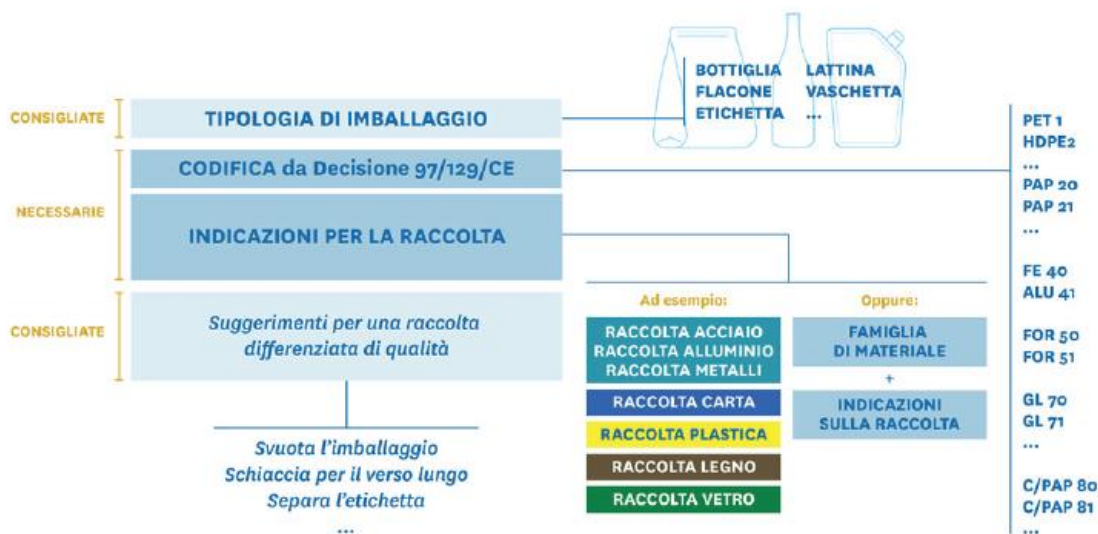 BOTTIGLIA LATTINA
FLACONE VASCHETTA
ETICHETTA ...
CONSIGLIATE
TIPOLOGIA DI IMBALLAGGIO
NECESSARIE
CODIFICA da Decisione 97/129/CE
INDICAZIONI PER LA RACCOLTA
CONSIGLIATE
Suggerimenti per una raccolta
differenziata di qualità
Svuota l'imballaggio
Schiaccia per il verso lungo
Separa l'etichetta
...
Ad esempio:
RACCOLTA ACCIAIO
RACCOLTA ALLUMINIO
RACCOLTA METALLI
RACCOLTA CARTA
RACCOLTA PLASTICA
RACCOLTA LEGNO
RACCOLTA VETRO
Oppure:
FAMIGLIA
DI MATERIALE
+
INDICAZIONI
SULLA RACCOLTA
PET 1
HDPE2
...
PAP 20
PAP 21
...
FE 40
ALU 41
FOR 50
FOR 51
GL 70
GL 71
...
C/PAP 80
C/PAP 81
...